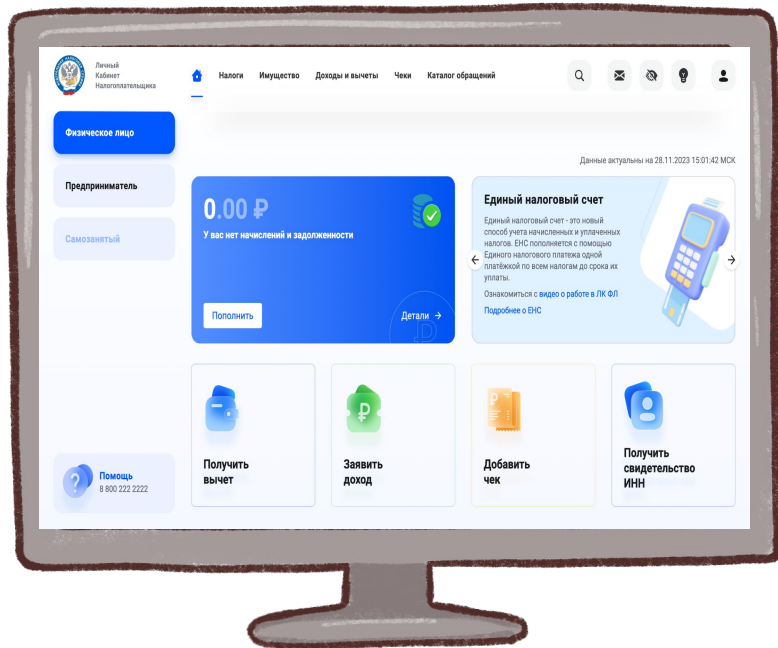 Личный
Кабинет
Налогоплательщика
Налоги Имущество Доходы и вычеты Чеки Каталог обращений
Физическое лицо
Предприниматель
Самозанятый
Данные актуальны на 28.11.2023 15:01:42 МСК
0.00 ₽
У вас нет начислений и задолженности
Пополнить
Детали →
Единый налоговый счет
Единый налоговый счет - это новый
способ учета начисленных и уплаченных
налогов. ЕНС пополняется с помощью
Единого налогового платежа одной
платёжкой по всем налогам до срока их
уплаты.
Ознакомиться с видео о работе в ЛК ФЛ
Подробнее о ЕНС
Получить
вычет
Заявить
доход
Добавить
чек
Получить
свидетельство
ИНН
Помощь
8 800 222 2222